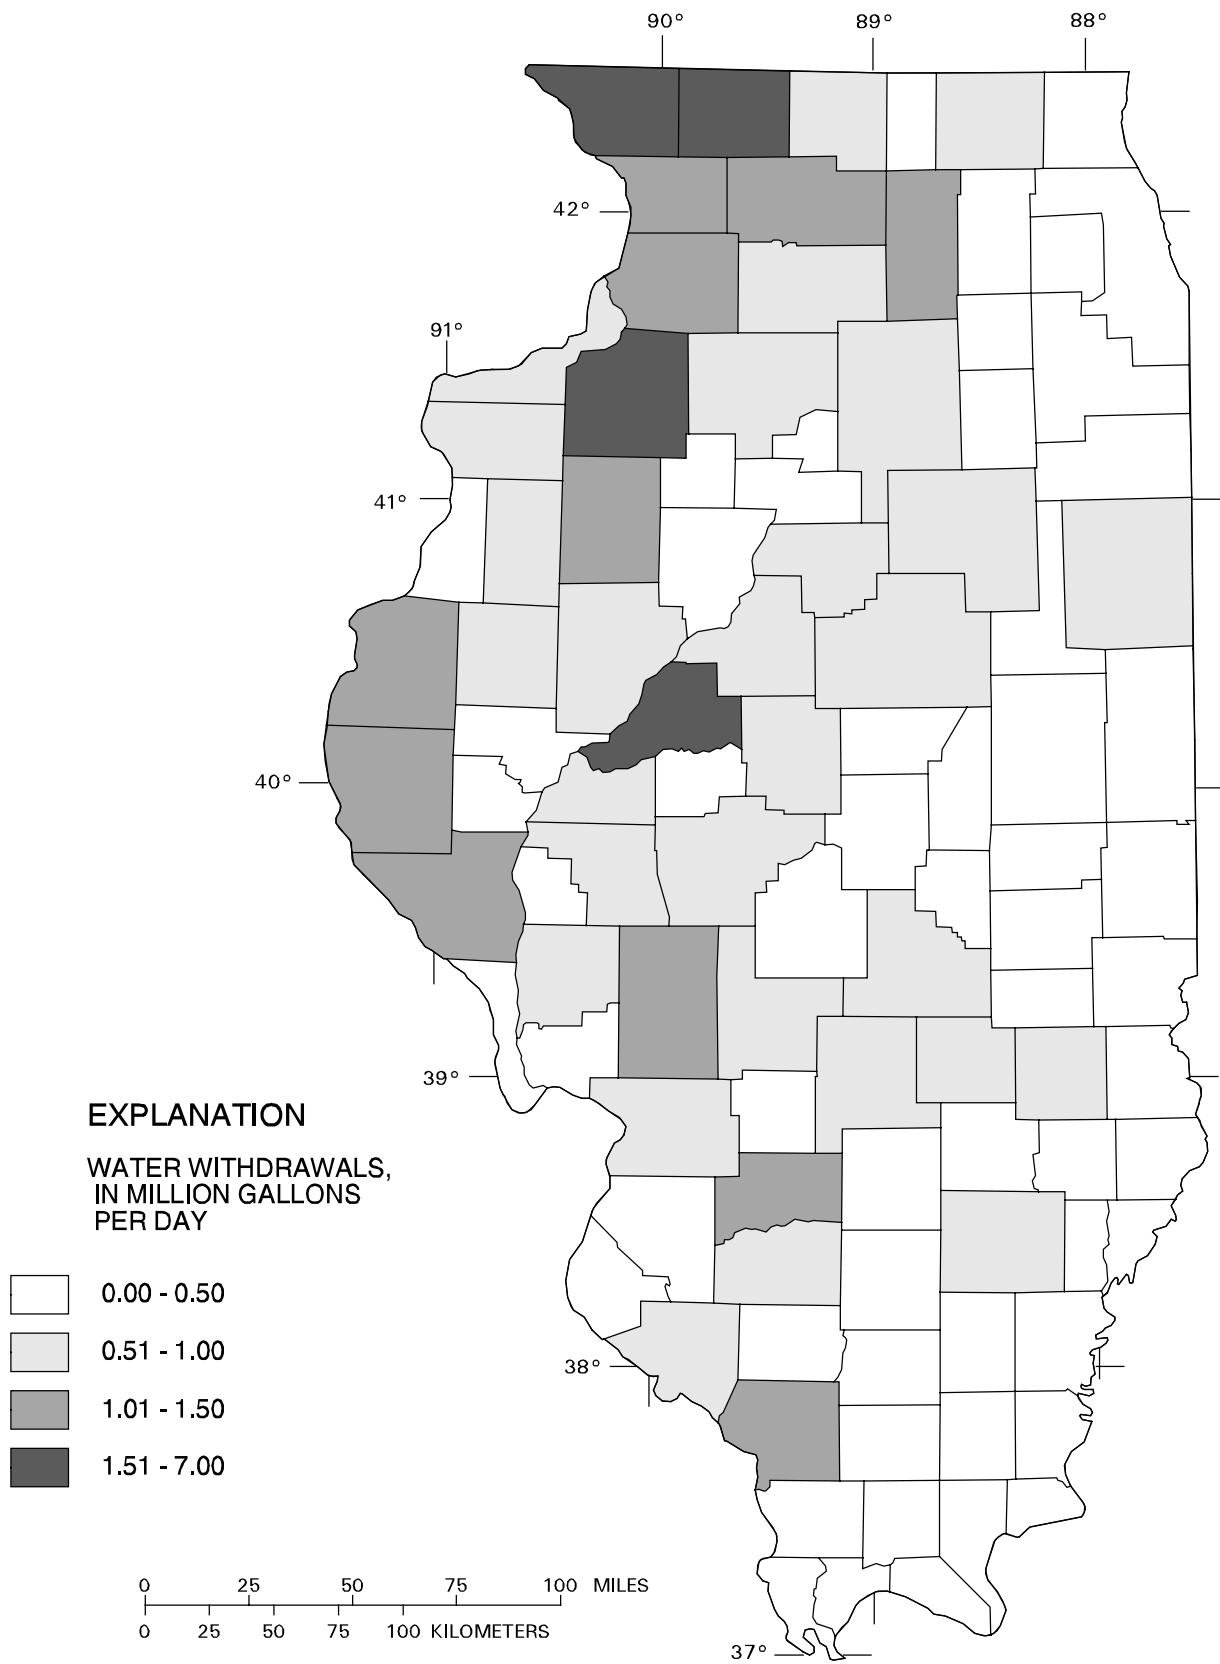 90° 89° 88°
42°
91°
41°
40°
39°
EXPLANATION
WATER WITHDRAWALS,
IN MILLION GALLONS
PER DAY
0.00 - 0.50
0.51 - 1.00
38°
1.01 - 1.50
1.51 - 7.00
0 25 50 75 100 MILES
0 25 50 75 100 KILOMETERS
37°